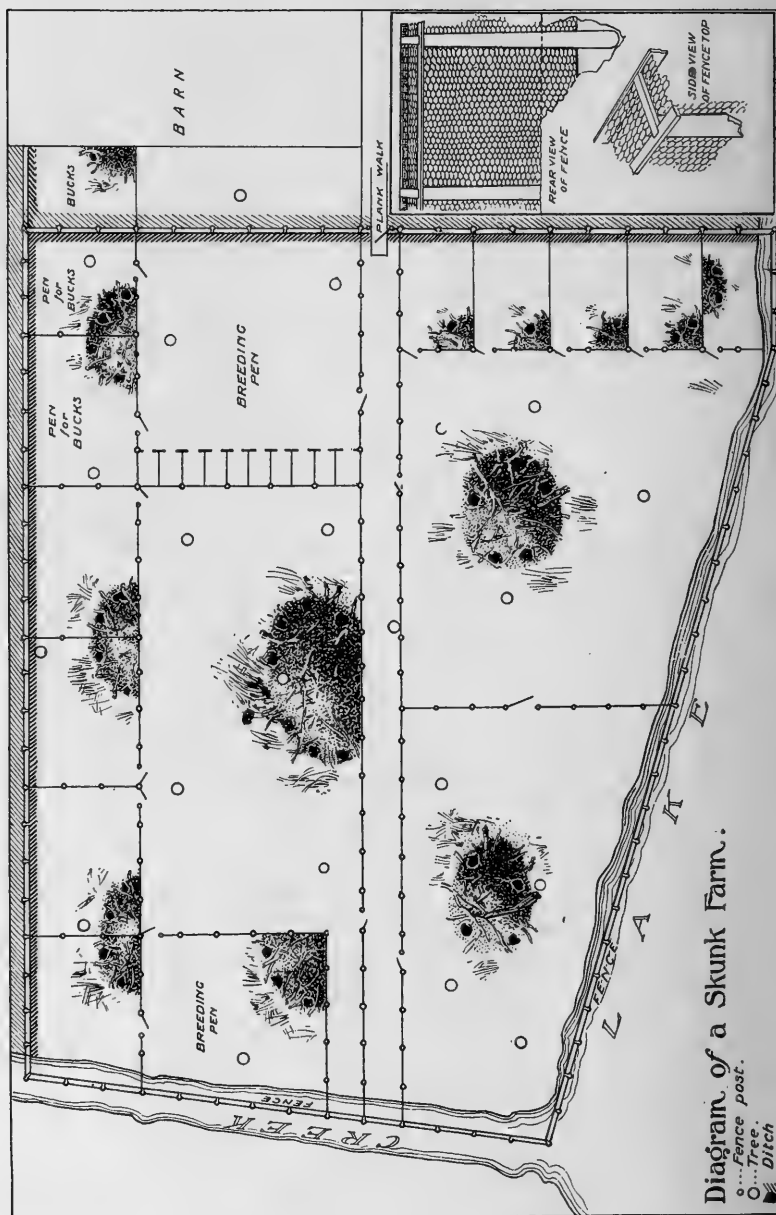 BARN
BUCKS
PLANK WALK
REAR VIEW
OF FENCE
SIDE VIEW
OF FENCE TOP
PEN
for
BUCKS
PEN
for
BUCKS
BREEDING
PEN
BREEDING
PEN
FENCE
CREEK
FENCE
LAKE
Diagram of a Skunk Farm.
o....Fence post.
O....Tree.
Ditch